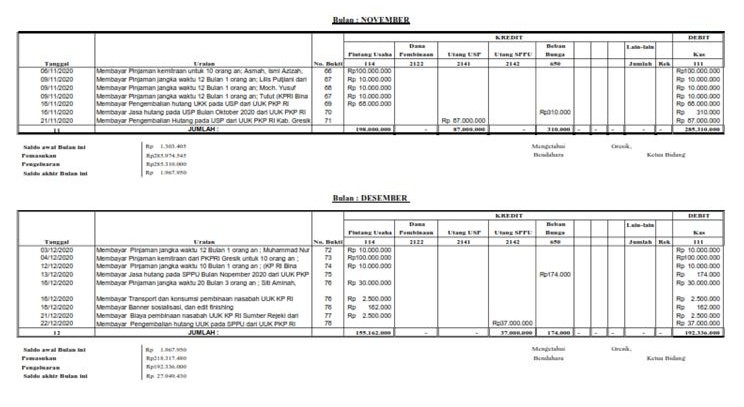 Bulan : NOVEMBER
KREDIT DEBIT
Dana Beban Lain-lain
Piutang Usaha Pembinaan Utang USP Utang SPPU Bunga Kas
Tanggal Uraian No. Bukti 114 2122 2141 2142 650 Jumlah Rek 111
06/11/2020 Membayar Pinjaman kemitraan untuk 10 orang an; Asmah, Ismi Azizah, 66 Rp100.000.000 Rp100.000.000
09/11/2020 Membayar Pinjaman jangka waktu 12 Bulan 1 orang an; Lilis Putjiani dari 67 Rp 10.000.000 Rp 10.000.000
09/11/2020 Membayar Pinjaman jangka waktu 12 Bulan 1 orang an; Moch. Yusuf 68 Rp 10.000.000 Rp 10.000.000
09/11/2020 Membayar Pinjaman jangka waktu 12 Bulan 1 orang an; Tutut (KPRI Bina 67 Rp 10.000.000 Rp 10.000.000
16/11/2020 Membayar Pengembalian hutang UKK pada USP dari UUK PKP RI 69 Rp 68.000.000 Rp 68.000.000
16/11/2020 Membayar Jasa hutang pada USP Bulan Oktober 2020 dari UUK PKP RI 70 Rp310.000 Rp 310.000
21/11/2020 Membayar Pengembalian Hutang pada USP dari UUK PKP RI Kab. Gresik 71 Rp 87.000.000 Rp 87.000.000
11 JUMLAH : 198.000.000 - 87.000.000 - 310.000 - - - - 285.310.000
Saldo awal Bulan ini Rp 1.303.405 Mengetahui Gresik,
Pemasukan Rp285.974.545 Bendahara Ketua Bidang
Pengeluaran Rp285.310.000
Saldo akhir Bulan ini Rp 1.967.950
Bulan : DESEMBER
KREDIT DEBIT
Dana Beban Lain-lain
Piutang Usaha Pembinaan Utang USP Utang SPPU Bunga Kas
Tanggal Uraian No. Bukti 114 2122 2141 2142 650 Jumlah Rek 111
03/12/2020 Membayar Pinjaman jangka waktu 12 Bulan 1 orang an ; Muhammad Nur 72 Rp 10.000.000 Rp 10.000.000
04/12/2020 Membayar Pinjaman kemitraan dari PKPRI Gresik untuk 10 orang an ; 73 Rp100.000.000 Rp100.000.000
12/12/2020 Membayar Pinjaman jangka waktu 10 Bulan 1 orang an ; (KP RI Bina 74 Rp 10.000.000 Rp 10.000.000
13/12/2020 Membayar Jasa hutang pada SPPU Bulan Nopember 2020 dari UUK PKP 75 Rp174.000 Rp 174.000
16/12/2020 Membayar Pinjaman jangka waktu 20 Bulan 3 orang an ; Siti Aminah, 76 Rp 30.000.000 Rp 30.000.000
16/12/2020 Membayar Transport dan konsumsi pembinaan nasabah UUK KP RI 76 Rp 2.500.000 Rp 2.500.000
18/12/2020 Membayar Banner sosialisasi, dan edit finishing 76 Rp 162.000 Rp 162.000
21/12/2020 Membayar Biaya pembinaan nasabah UUK KP RI Sumber Rejeki dari 77 Rp 2.500.000 Rp 2.500.000
22/12/2020 Membayar Pengembalian hutang UUK pada SPPU dari UUK PKP RI 78 Rp37.000.000 Rp 37.000.000
12 JUMLAH : 155.162.000 - - 37.000.000 174.000 - - - - 192.336.000
Saldo awal Bulan ini Rp 1.967.950 Mengetahui Gresik,
Pemasukan Rp218.317.480 Bendahara Ketua Bidang
Pengeluaran Rp192.336.000
Saldo akhir Bulan ini Rp 27.949.430